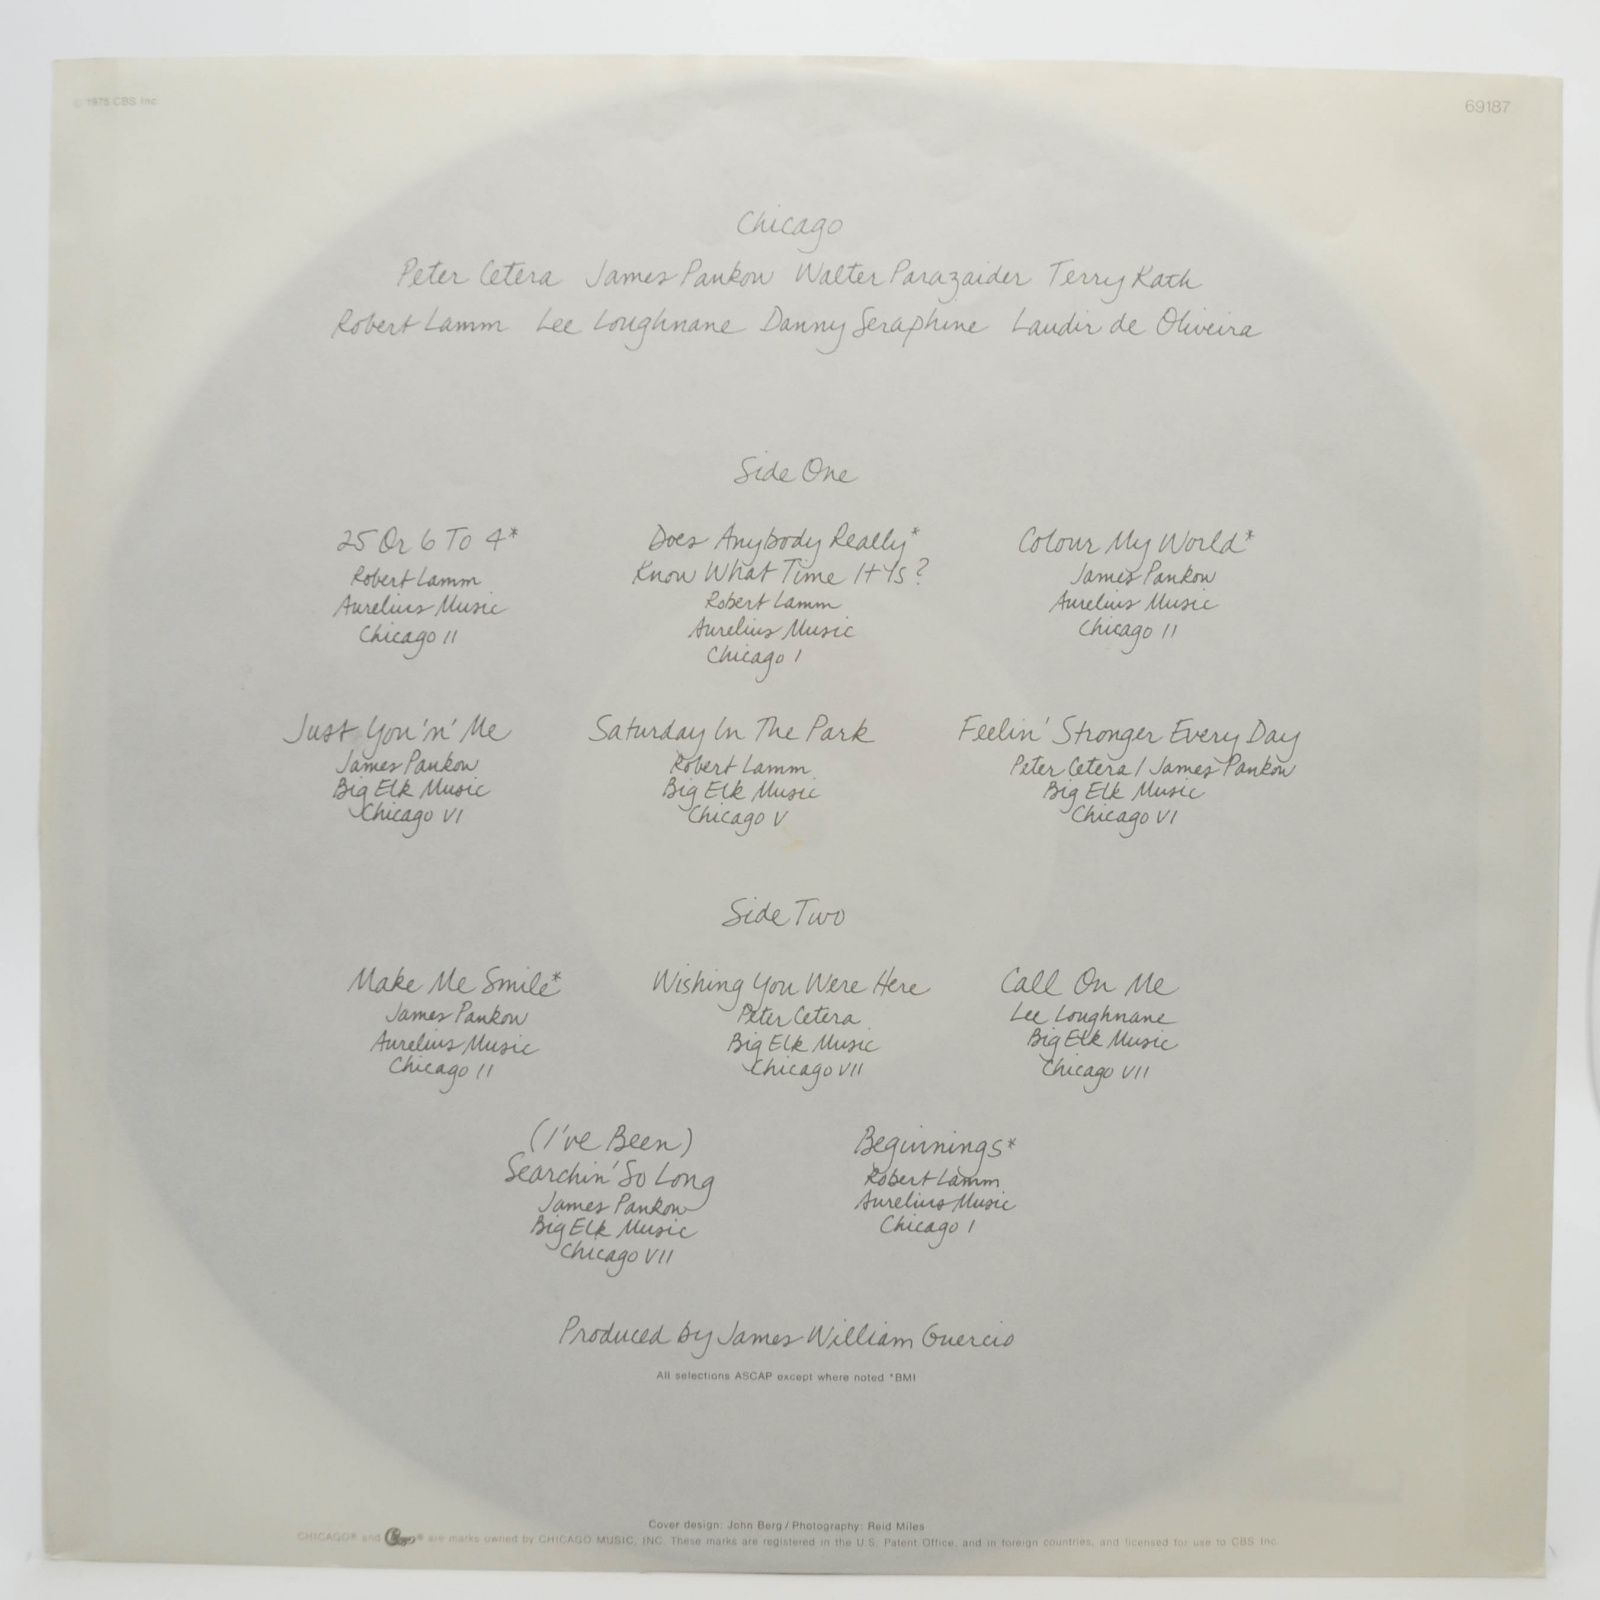 © 1975 CBS Inc.
69187
Chicago
Peter Cetera James Pankow Walter Parazaider Terry Kath
Robert Lamm Lee Loughnane Danny Seraphine Laudir de Oliveira
Side One
25 Or 6 To 4*
Robert Lamm
Aurelius Music
Chicago II
Does Anybody Really*
Know What Time It Is?
Robert Lamm
Aurelius Music
Chicago I
Colour My World*
James Pankow
Aurelius Music
Chicago II
Just You 'n' Me
James Pankow
Big Elk Music
Chicago VI
Saturday In The Park
Robert Lamm
Big Elk Music
Chicago V
Feelin' Stronger Every Day
Peter Cetera / James Pankow
Big Elk Music
Chicago VI
Side Two
Make Me Smile*
James Pankow
Aurelius Music
Chicago II
Wishing You Were Here
Peter Cetera
Big Elk Music
Chicago VII
Call On Me
Lee Loughnane
Big Elk Music
Chicago VII
(I've Been)
Searchin' So Long
James Pankow
Big Elk Music
Chicago VII
Beginnings*
Robert Lamm
Aurelius Music
Chicago I
Produced by James William Guercio
All selections ASCAP except where noted *BMI
Cover design: John Berg / Photography: Reid Miles
CHICAGO® and Chicago® are marks owned by CHICAGO MUSIC, INC. These marks are registered in the U.S. Patent Office, and in foreign countries, and licensed for use to CBS Inc.